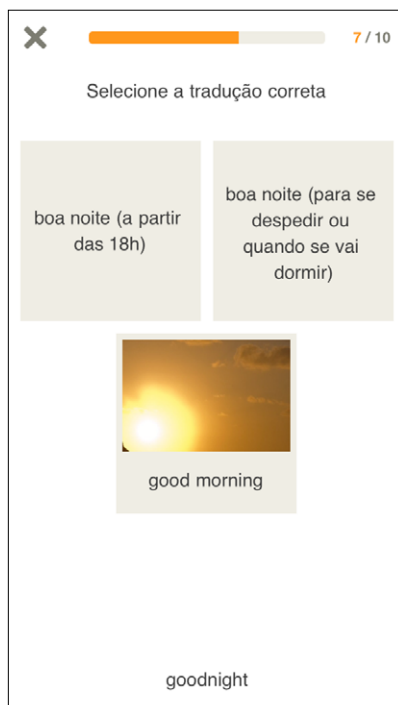 7 / 10
Selecione a tradução correta
boa noite (a partir
das 18h)
boa noite (para se
despedir ou
quando se vai
dormir)
good morning
goodnight